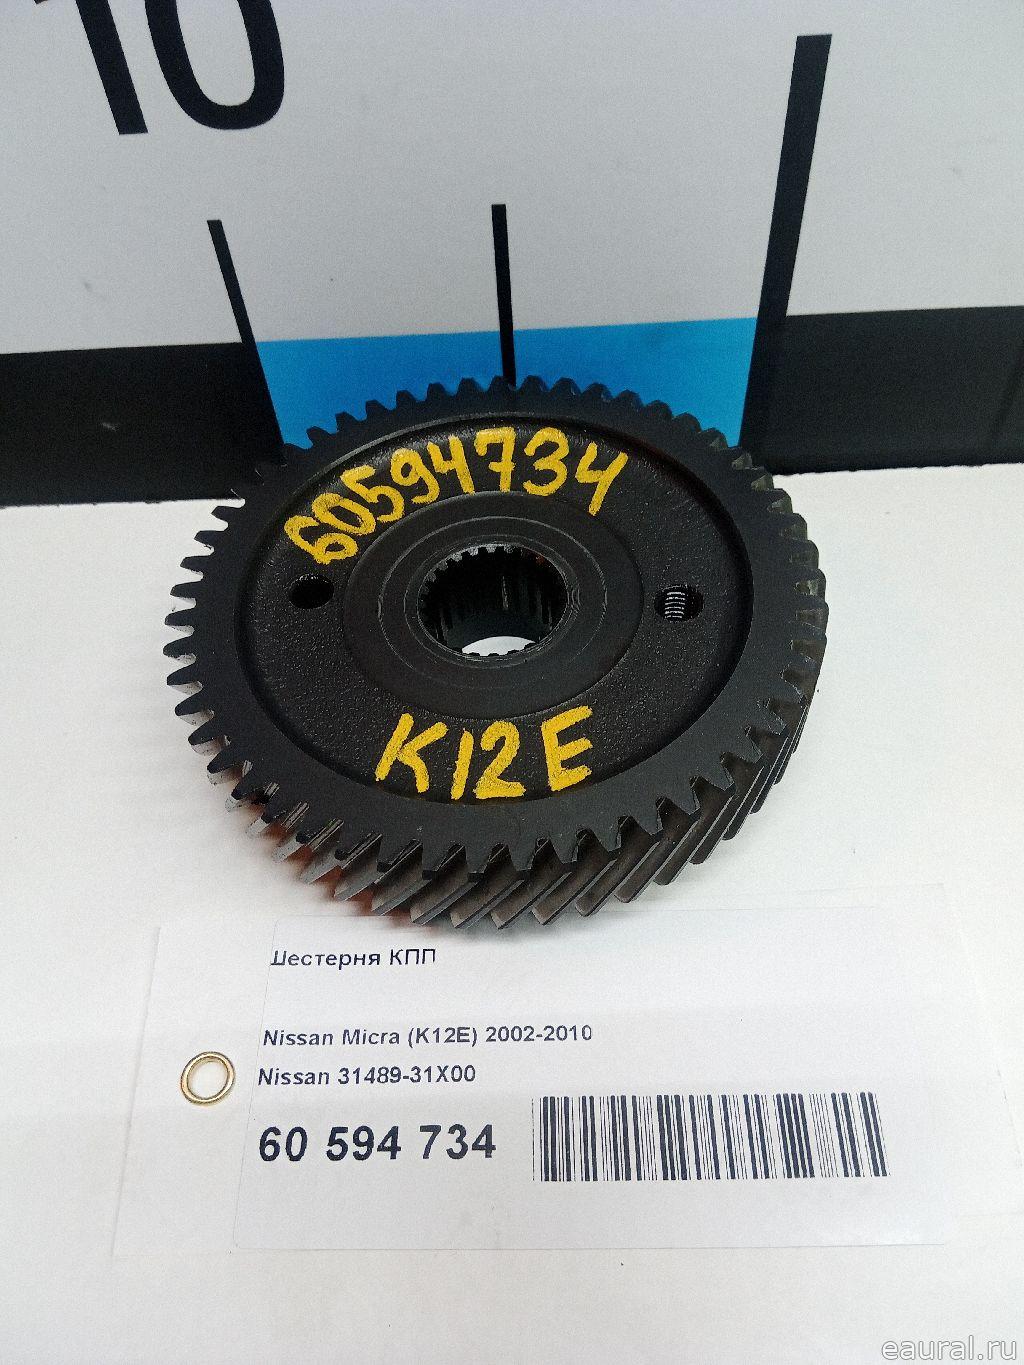 10
60594734
K12E
Шестерня КПП
Nissan Micra (K12E) 2002-2010
Nissan 31489-31X00
60 594 734
eaural.ru